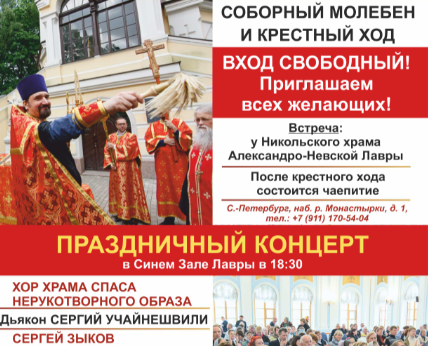 СОБОРНЫЙ МОЛЕБЕН
И КРЕСТНЫЙ ХОД
ВХОД СВОБОДНЫЙ!
Приглашаем
всех желающих!
Встреча:
у Никольского храма
Александро-Невской Лавры
После крестного хода
состоится чаепитие
С.-Петербург, наб. р. Монастырки, д. 1,
тел.: +7 (911) 170-54-04
ПРАЗДНИЧНЫЙ КОНЦЕРТ
в Синем Зале Лавры в 18:30
ХОР ХРАМА СПАСА
НЕРУКОТВОРНОГО ОБРАЗА
Дьякон СЕРГИЙ УЧАЙНЕШВИЛИ
СЕРГЕЙ ЗЫКОВ